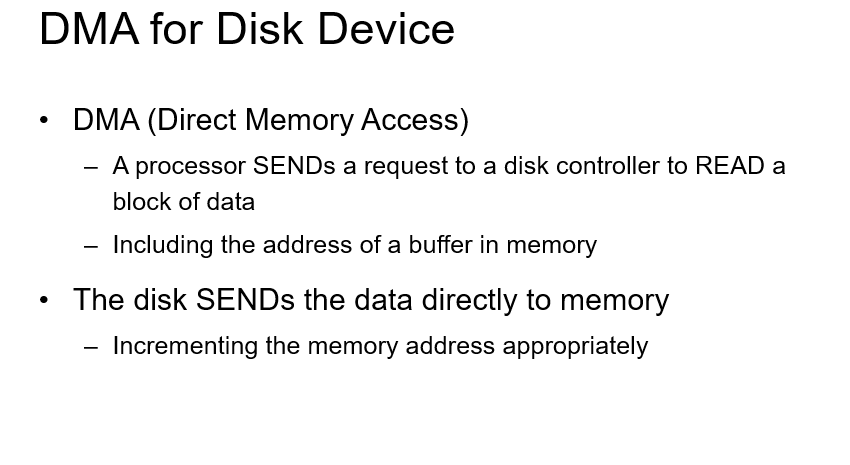 DMA for Disk Device
• DMA (Direct Memory Access)
– A processor SENDs a request to a disk controller to READ a
block of data
– Including the address of a buffer in memory
• The disk SENDs the data directly to memory
– Incrementing the memory address appropriately